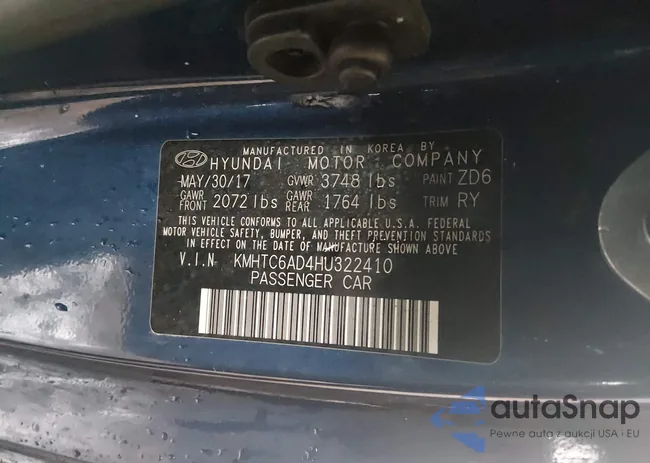 MANUFACTURED IN KOREA BY
HYUNDAI MOTOR COMPANY
MAY/30/17 GVWR 3748 lbs PAINT ZD6
GAWR FRONT 2072 lbs GAWR REAR 1764 lbs TRIM RY
THIS VEHICLE CONFORMS TO ALL APPLICABLE U.S.A. FEDERAL
MOTOR VEHICLE SAFETY, BUMPER, AND THEFT PREVENTION STANDARDS
IN EFFECT ON THE DATE OF MANUFACTURE SHOWN ABOVE
V.I.N KMHTC6AD4HU322410
PASSENGER CAR
autaSnap
Pewne auta z aukcji USA i EU